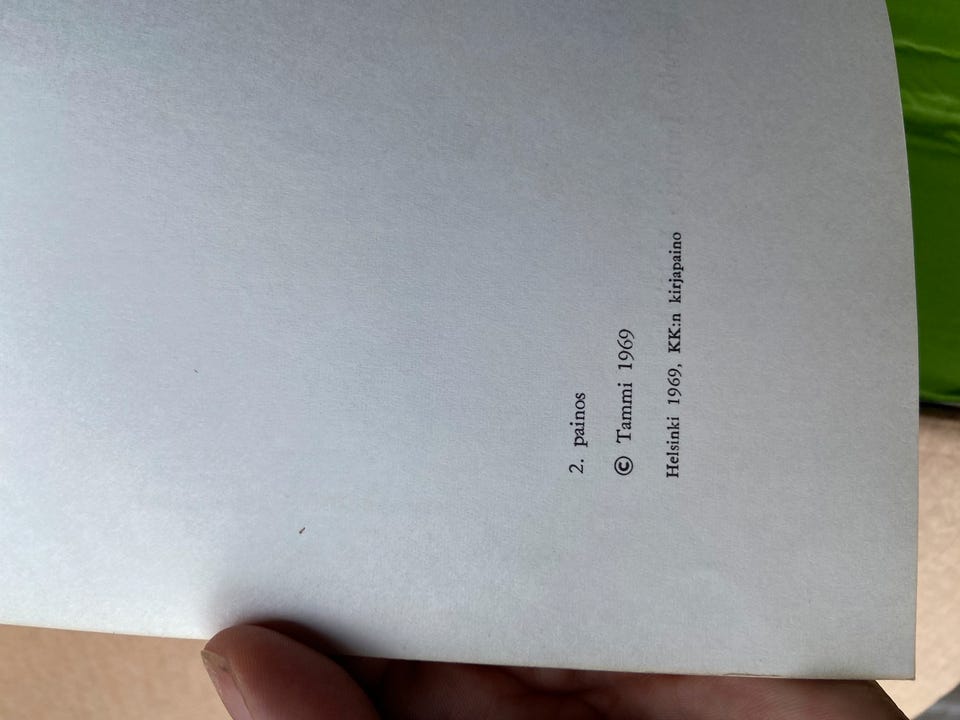 2. painos
© Tammi 1969
Helsinki 1969, KK:n kirjapaino